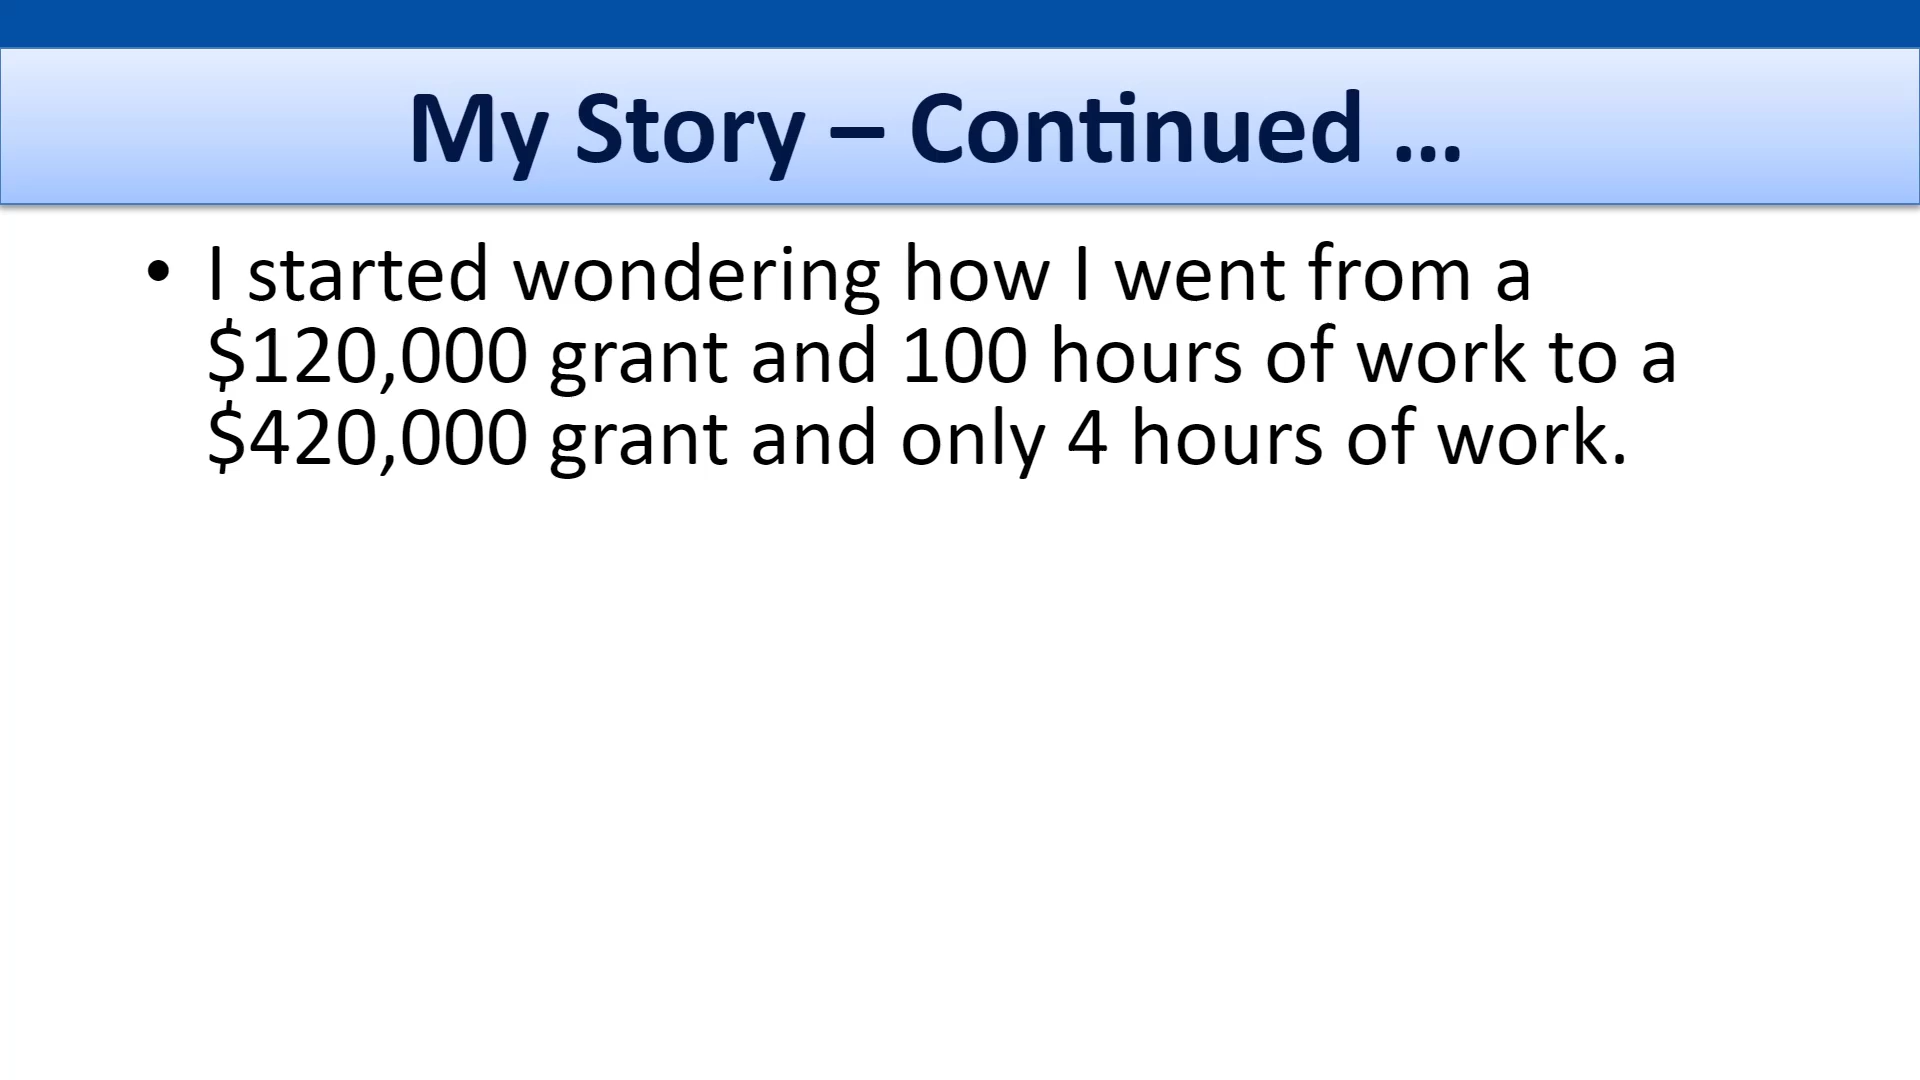 My Story – Continued ...
• I started wondering how I went from a
$120,000 grant and 100 hours of work to a
$420,000 grant and only 4 hours of work.